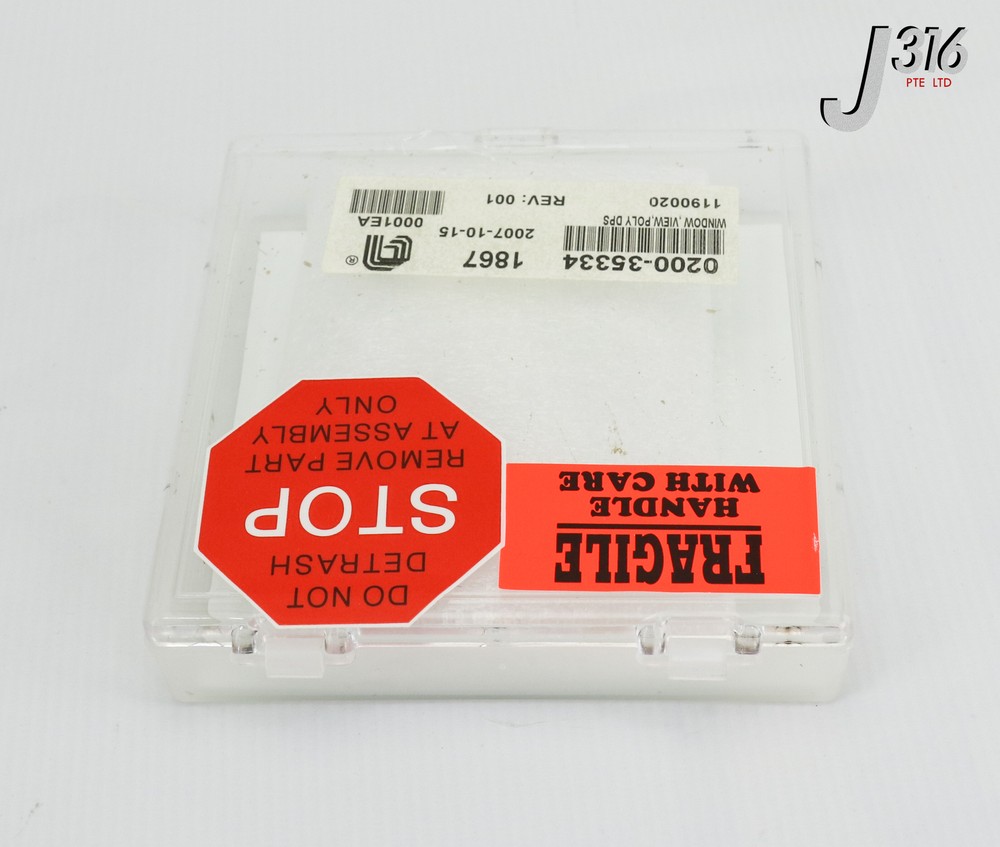 J316
PTE LTD
0200-35334 1867
WINDOW ,VIEW,POLY DPS 2007-10-15 0001EA
1190020 REV: 001
®
DO NOT
DETRASH
STOP
REMOVE PART
AT ASSEMBLY
ONLY
FRAGILE
HANDLE
WITH CARE